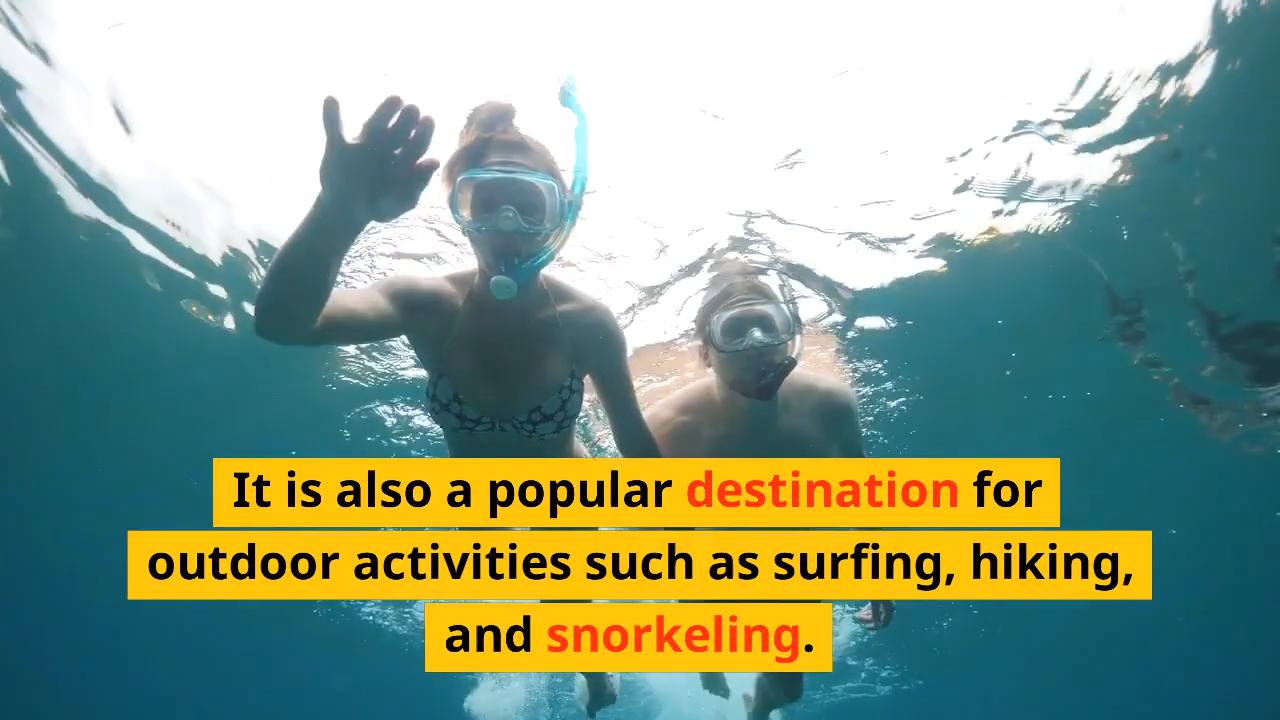 It is also a popular destination for
outdoor activities such as surfing, hiking,
and snorkeling.